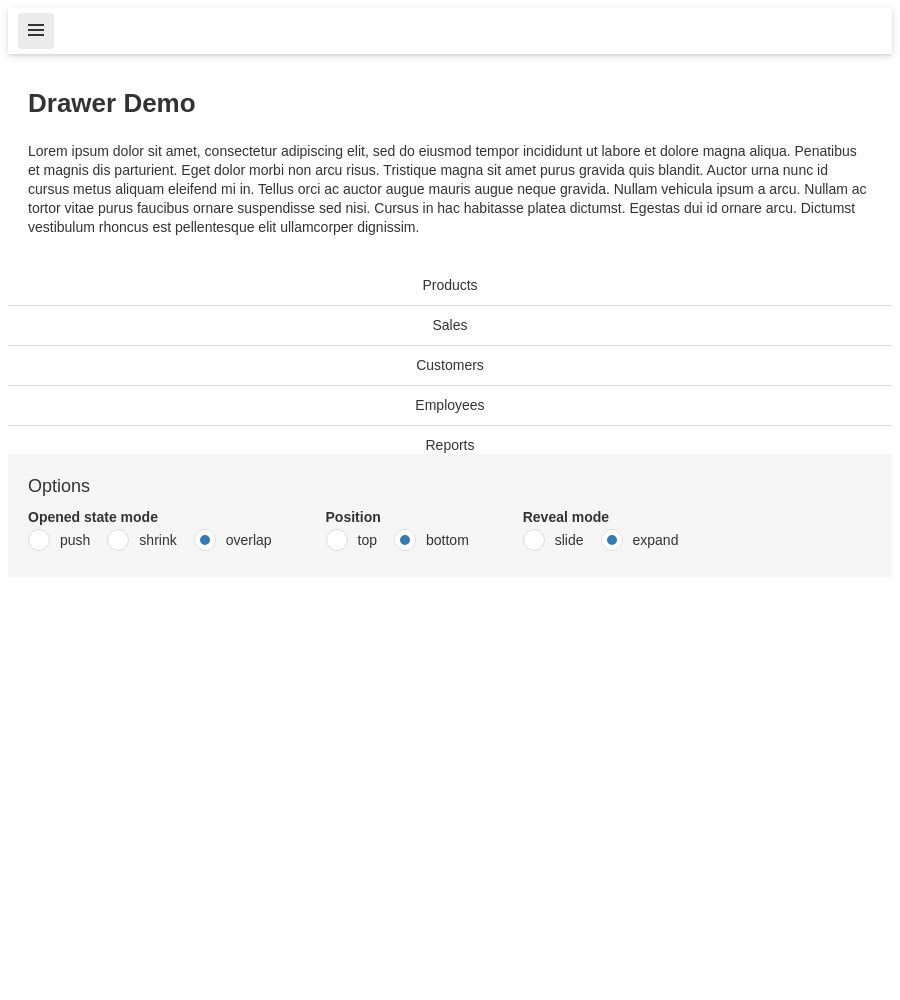 Drawer Demo
Lorem ipsum dolor sit amet, consectetur adipiscing elit, sed do eiusmod tempor incididunt ut labore et dolore magna aliqua. Penatibus
et magnis dis parturient. Eget dolor morbi non arcu risus. Tristique magna sit amet purus gravida quis blandit. Auctor urna nunc id
cursus metus aliquam eleifend mi in. Tellus orci ac auctor augue mauris augue neque gravida. Nullam vehicula ipsum a arcu. Nullam ac
tortor vitae purus faucibus ornare suspendisse sed nisi. Cursus in hac habitasse platea dictumst. Egestas dui id ornare arcu. Dictumst
vestibulum rhoncus est pellentesque elit ullamcorper dignissim.
Products
Sales
Customers
Employees
Reports
Options
Opened state mode
push shrink overlap
Position
top bottom
Reveal mode
slide expand